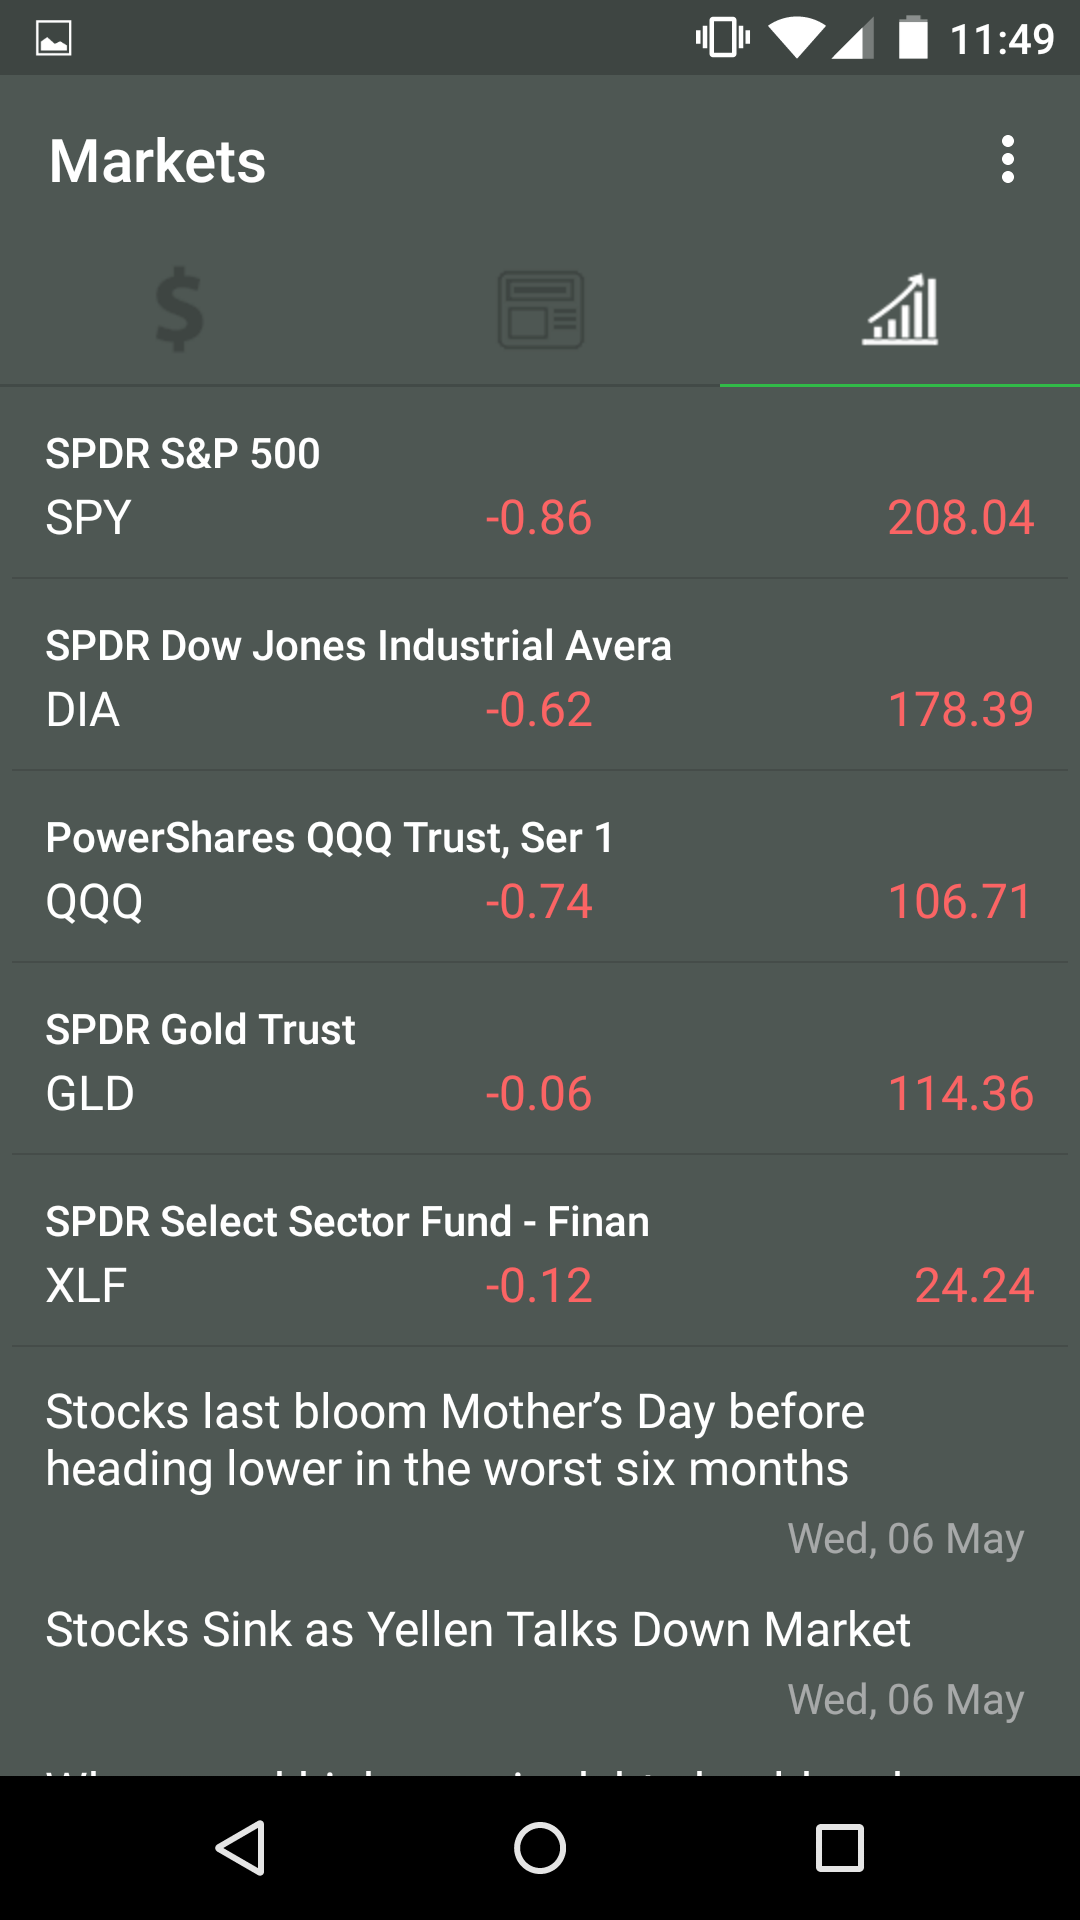 11:49
Markets
SPDR S&P 500
SPY -0.86 208.04
SPDR Dow Jones Industrial Avera
DIA -0.62 178.39
PowerShares QQQ Trust, Ser 1
QQQ -0.74 106.71
SPDR Gold Trust
GLD -0.06 114.36
SPDR Select Sector Fund - Finan
XLF -0.12 24.24
Stocks last bloom Mother’s Day before
heading lower in the worst six months
Wed, 06 May
Stocks Sink as Yellen Talks Down Market
Wed, 06 May